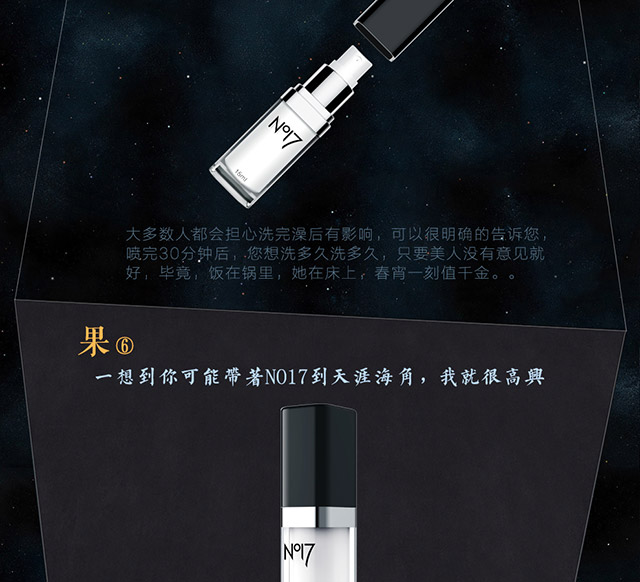 No17
15ml
大多数人都会担心洗完澡后有影响，可以很明确的告诉您，
喷完30分钟后，您想洗多久洗多久，只要美人没有意见就
好，毕竟，饭在锅里，她在床上，春宵一刻值千金。。
果⑥
一想到你可能帶著NO17到天涯海角，我就很高興
No17